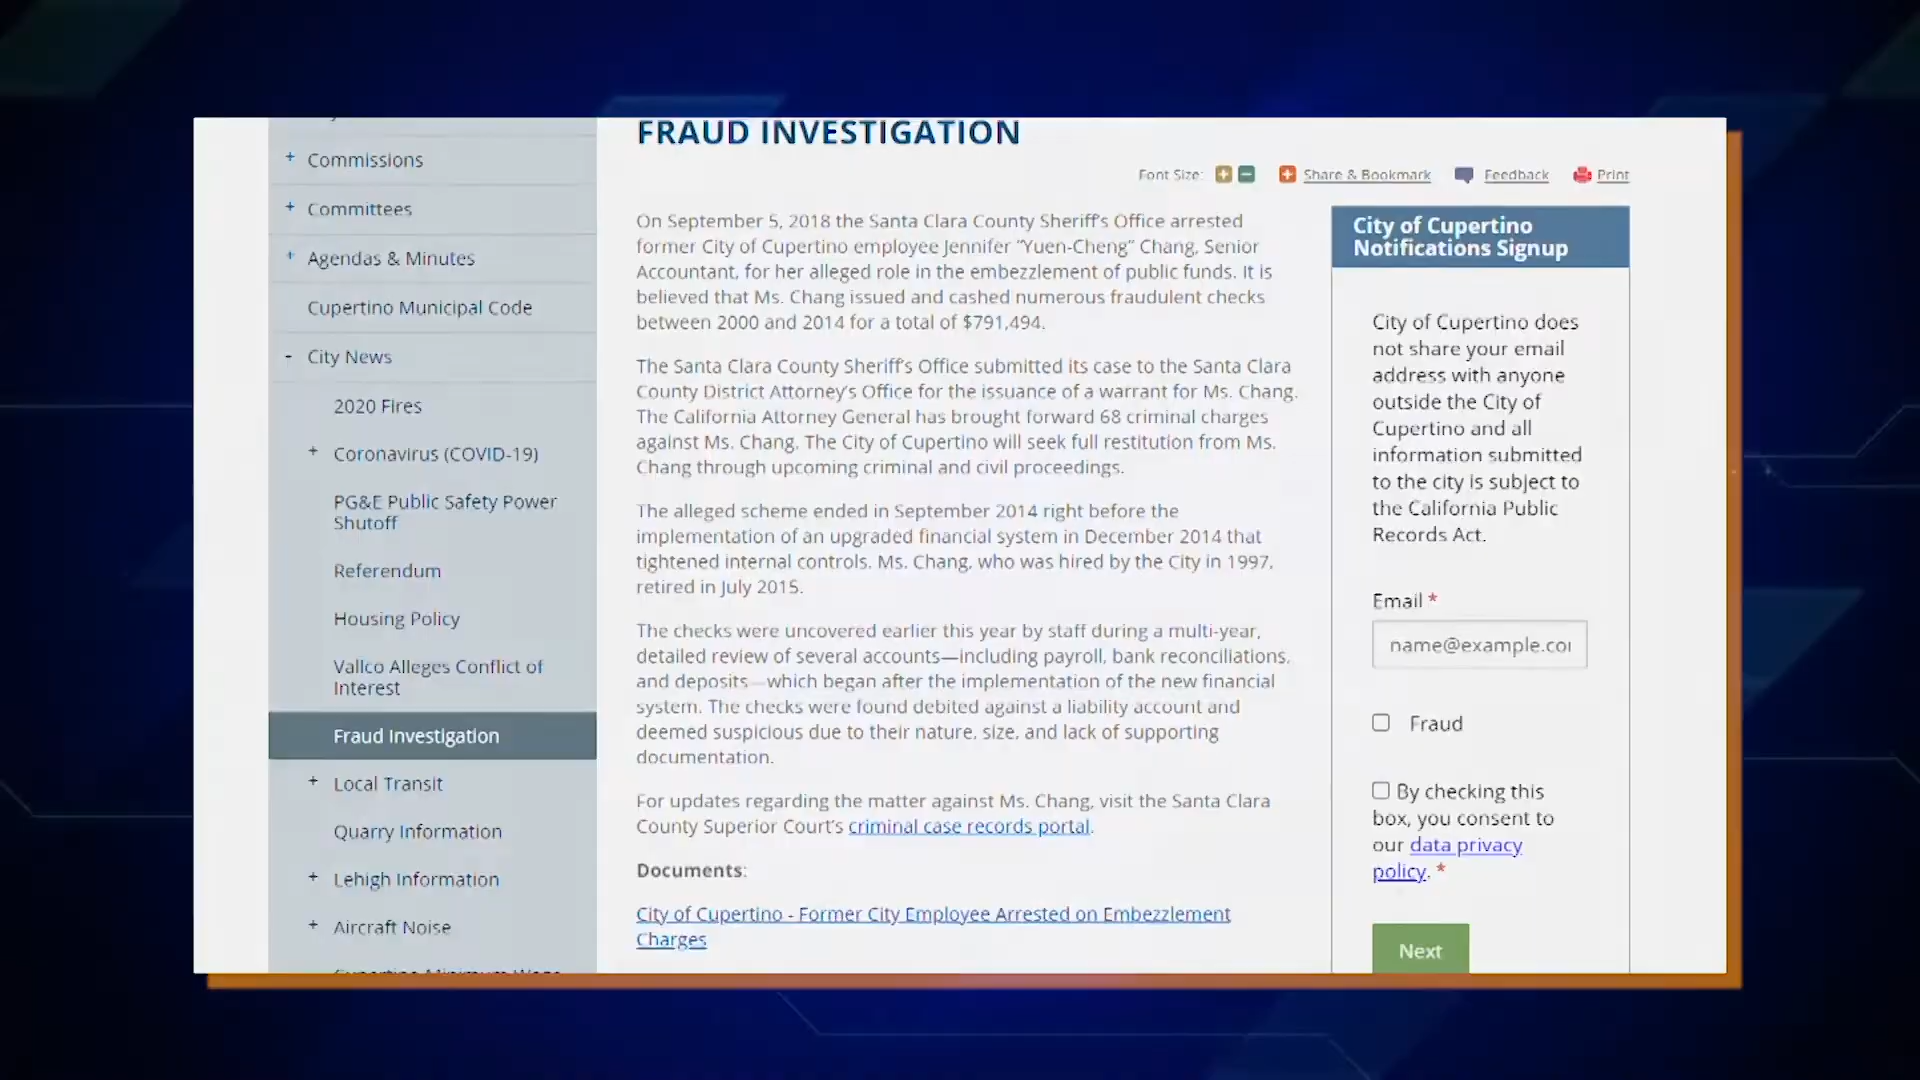 FRAUD INVESTIGATION
Font Size: Share & Bookmark Feedback Print
Commissions
Committees
Agendas & Minutes
Cupertino Municipal Code
City News
2020 Fires
Coronavirus (COVID-19)
PG&E Public Safety Power
Shutoff
Referendum
Housing Policy
Vallco Alleges Conflict of
Interest
Fraud Investigation
Local Transit
Quarry Information
Lehigh Information
Aircraft Noise
On September 5, 2018 the Santa Clara County Sheriff's Office arrested
former City of Cupertino employee Jennifer "Yuen-Cheng" Chang, Senior
Accountant, for her alleged role in the embezzlement of public funds. It is
believed that Ms. Chang issued and cashed numerous fraudulent checks
between 2000 and 2014 for a total of $791,494.
The Santa Clara County Sheriff's Office submitted its case to the Santa Clara
County District Attorney's Office for the issuance of a warrant for Ms. Chang.
The California Attorney General has brought forward 68 criminal charges
against Ms. Chang. The City of Cupertino will seek full restitution from Ms.
Chang through upcoming criminal and civil proceedings.
The alleged scheme ended in September 2014 right before the
implementation of an upgraded financial system in December 2014 that
tightened internal controls. Ms. Chang, who was hired by the City in 1997,
retired in July 2015.
The checks were uncovered earlier this year by staff during a multi-year,
detailed review of several accounts—including payroll, bank reconciliations,
and deposits—which began after the implementation of the new financial
system. The checks were found debited against a liability account and
deemed suspicious due to their nature, size, and lack of supporting
documentation.
For updates regarding the matter against Ms. Chang, visit the Santa Clara
County Superior Court's criminal case records portal.
Documents:
City of Cupertino - Former City Employee Arrested on Embezzlement
Charges
City of Cupertino
Notifications Signup
City of Cupertino does
not share your email
address with anyone
outside the City of
Cupertino and all
information submitted
to the city is subject to
the California Public
Records Act.
Email *
name@example.co
Fraud
By checking this
box, you consent to
our data privacy
policy. *
Next